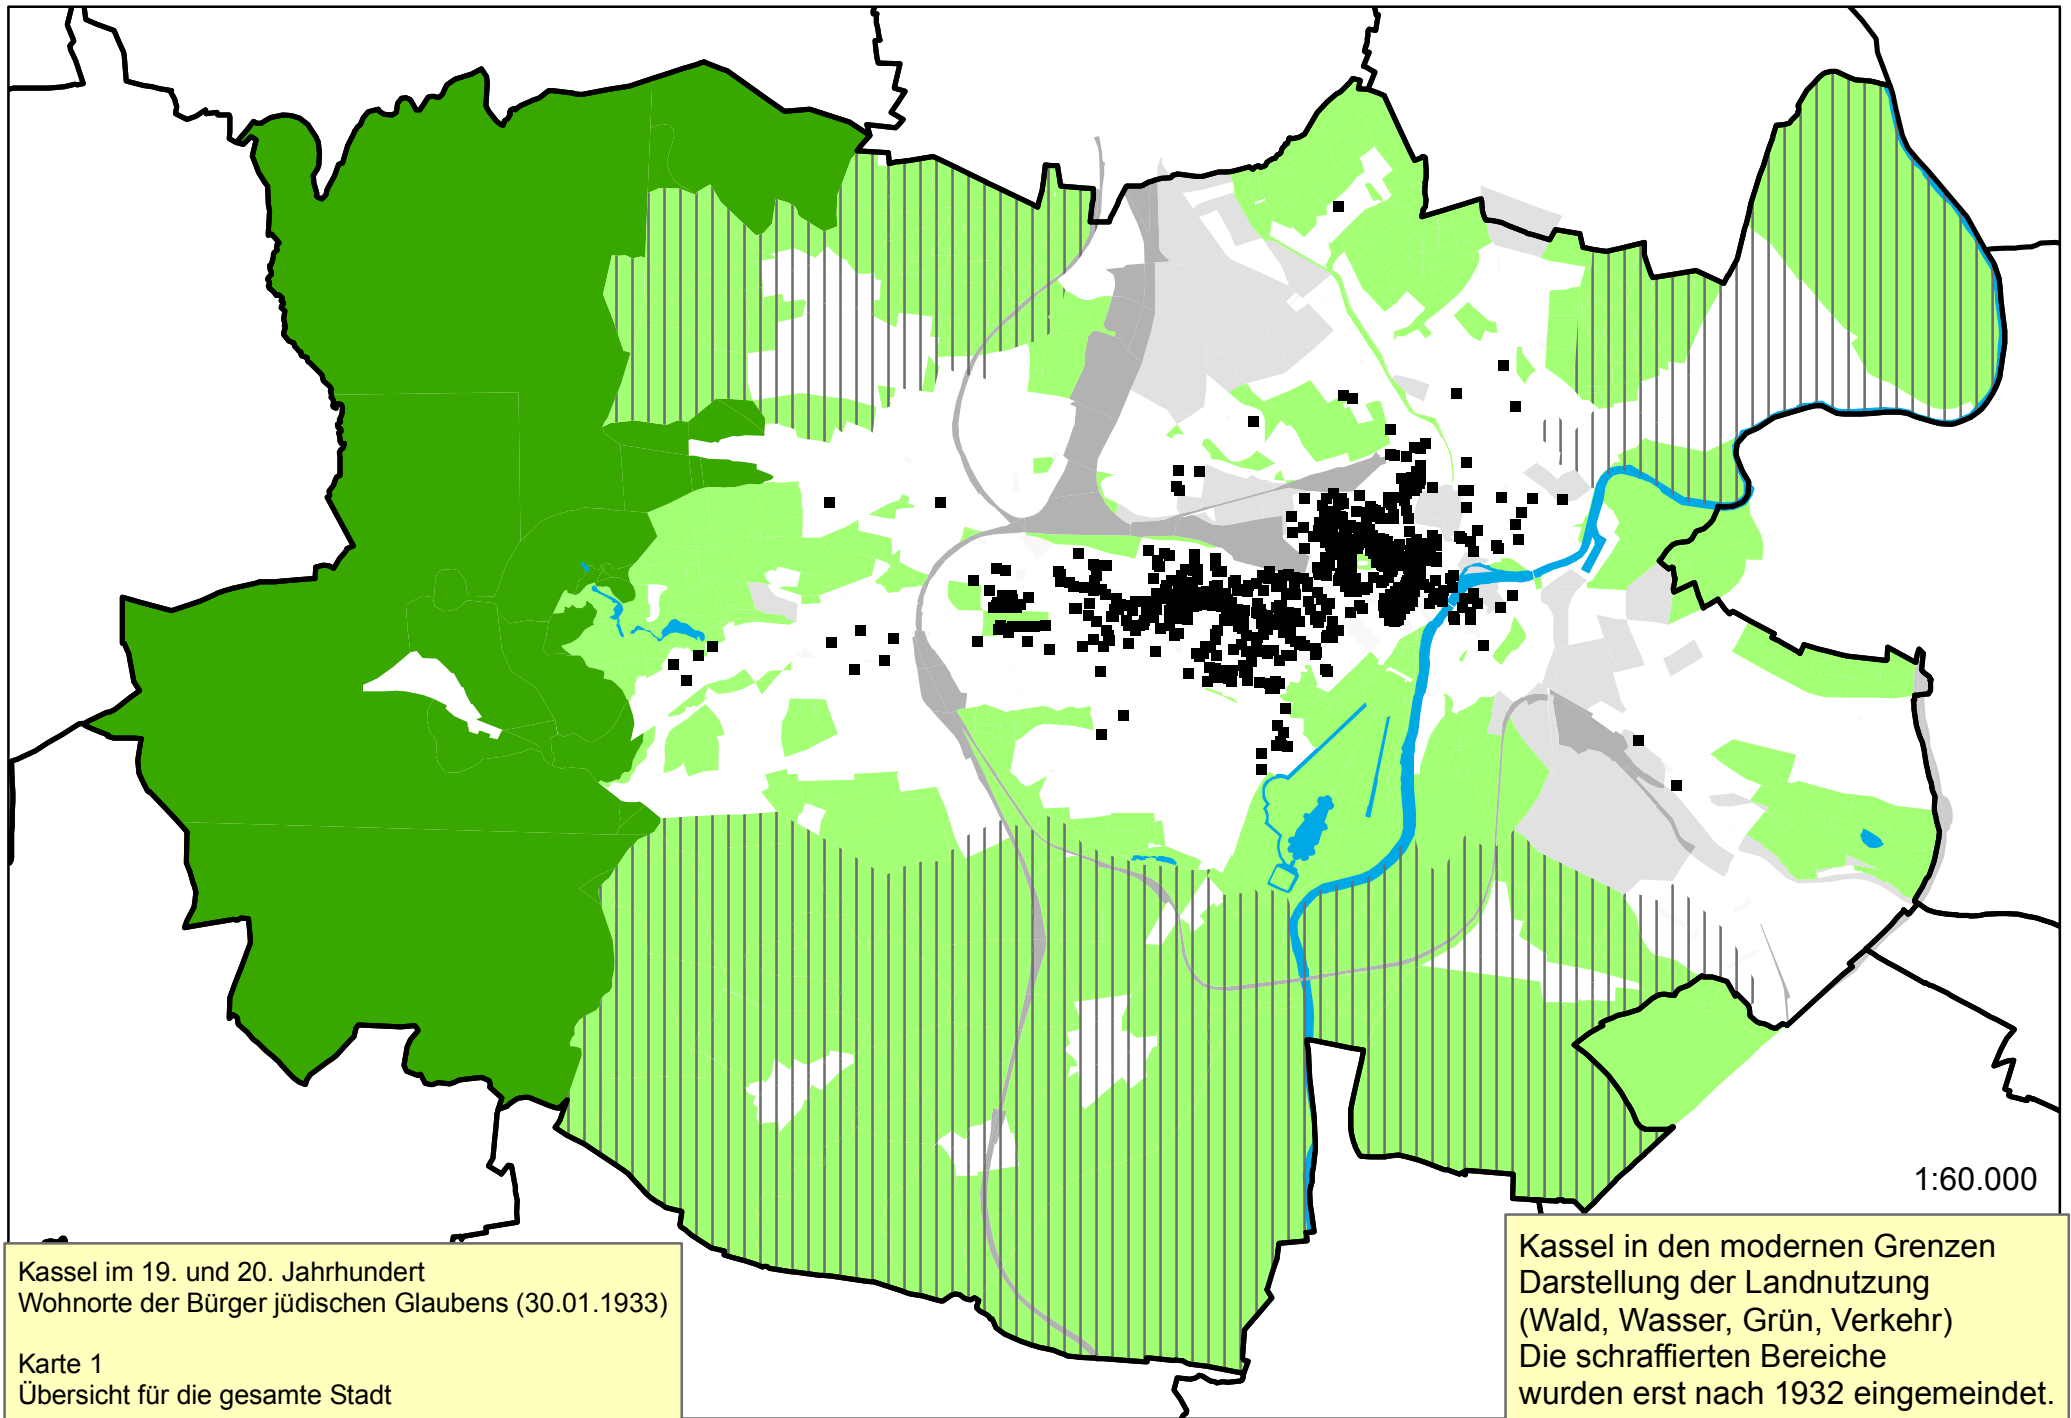 1:60.000
Kassel im 19. und 20. Jahrhundert
Wohnorte der Bürger jüdischen Glaubens (30.01.1933)
Karte 1
Übersicht für die gesamte Stadt
Kassel in den modernen Grenzen
Darstellung der Landnutzung
(Wald, Wasser, Grün, Verkehr)
Die schraffierten Bereiche
wurden erst nach 1932 eingemeindet.